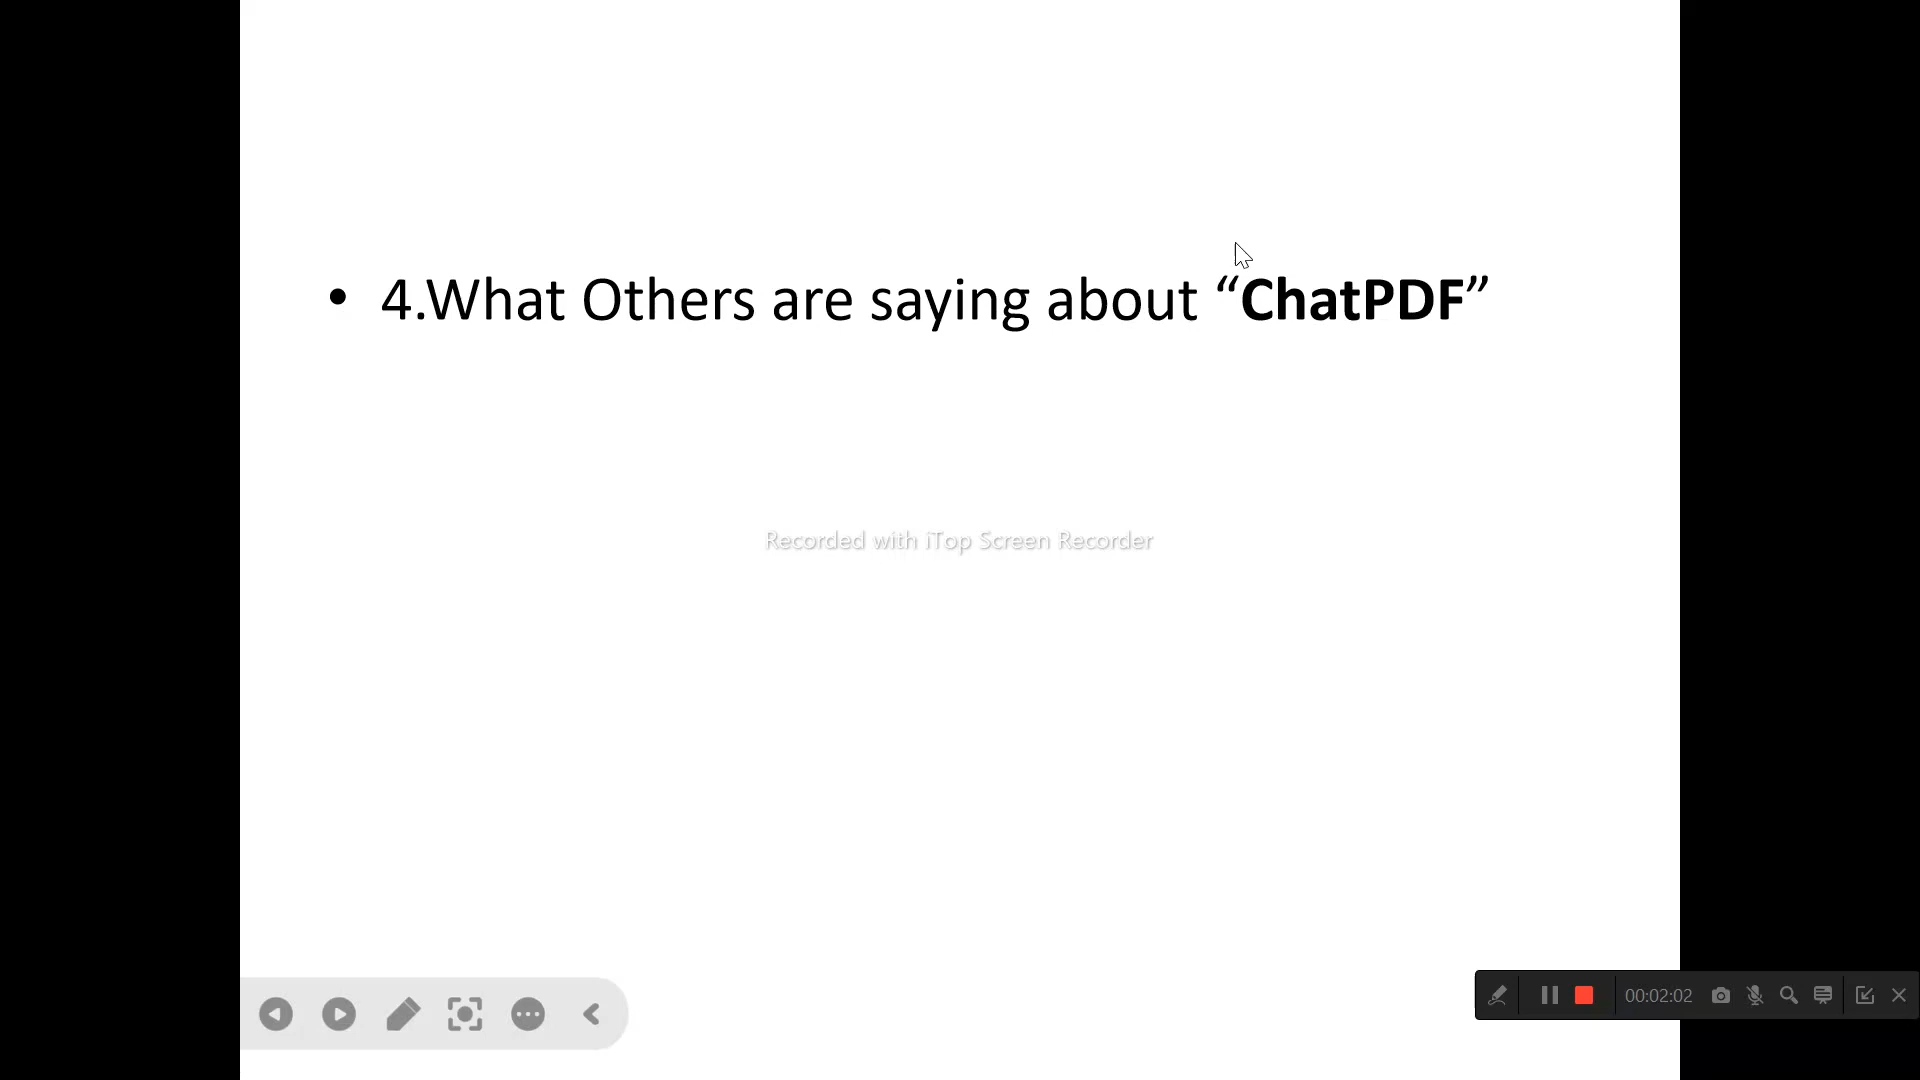 • 4.What Others are saying about “ChatPDF”
Recorded with iTop Screen Recorder
00:02:02